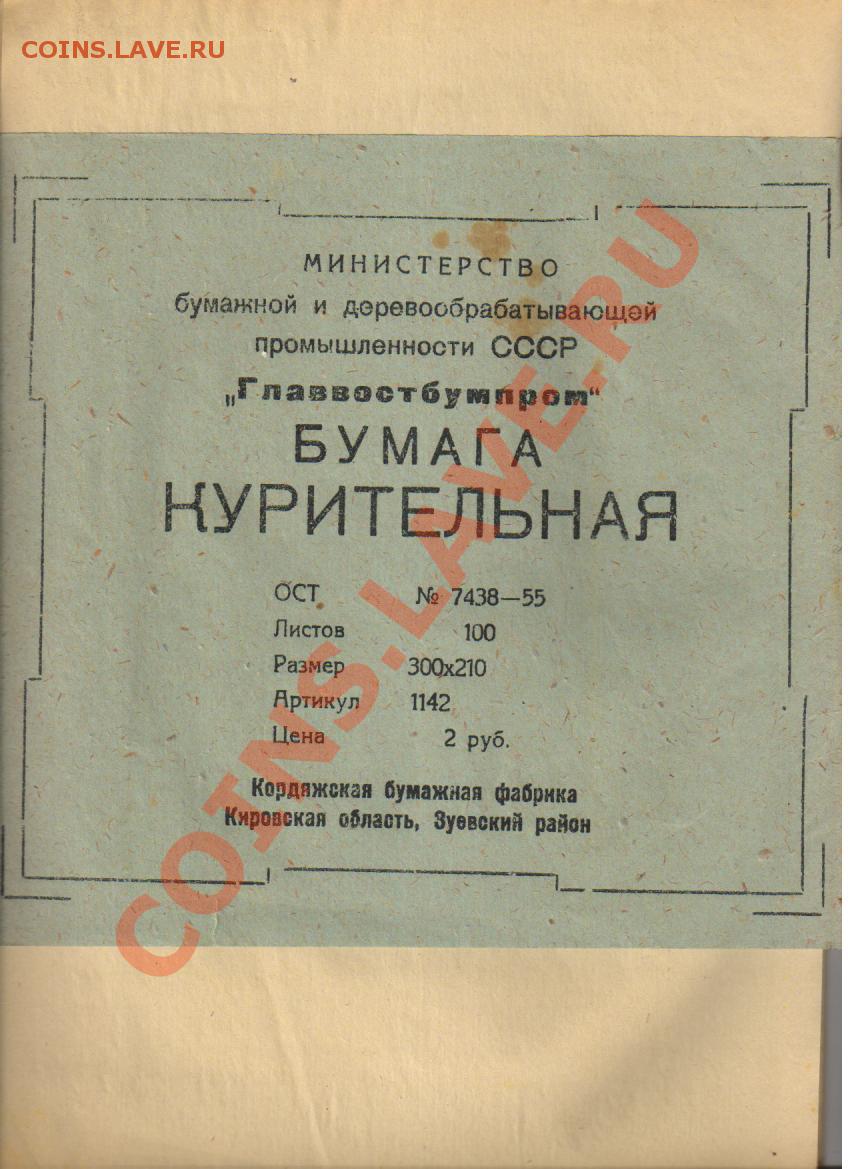 COINS.LAVE.RU
МИНИСТЕРСТВО
бумажной и деревообрабатывающей
промышленности СССР
„Главвостбумпром“
БУМАГА
КУРИТЕЛЬНАЯ
ОСТ № 7438—55
Листов 100
Размер 300х210
Артикул 1142
Цена 2 руб.
Кордяжская бумажная фабрика
Кировская область, Зуевский район
COINS.LAVE.RU